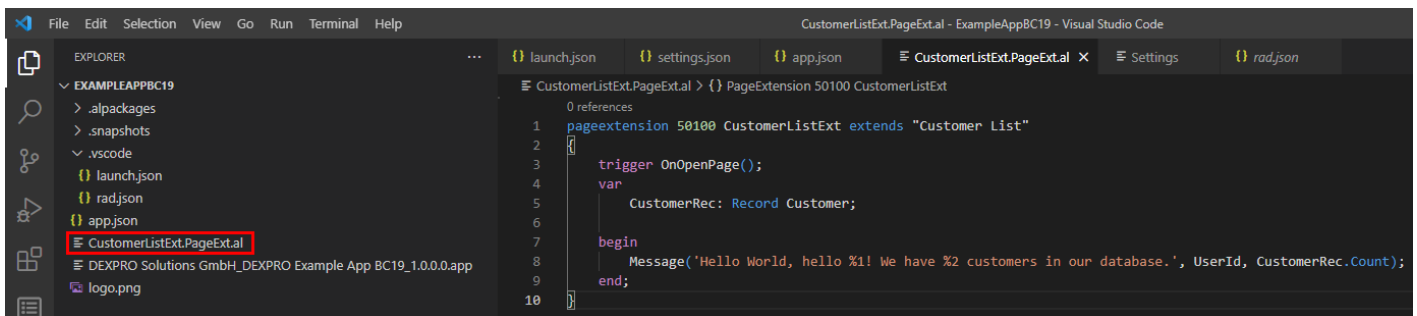 File Edit Selection View Go Run Terminal Help
CustomerListExt.PageExt.al - ExampleAppBC19 - Visual Studio Code
EXPLORER
EXAMPLEAPPBC19
.alpackages
.snapshots
.vscode
{} launch.json
{} rad.json
{} app.json
CustomerListExt.PageExt.al
DEXPRO Solutions GmbH_DEXPRO Example App BC19_1.0.0.0.app
logo.png
{} launch.json {} settings.json {} app.json CustomerListExt.PageExt.al Settings {} rad.json
CustomerListExt.PageExt.al > {} PageExtension 50100 CustomerListExt
0 references
1 pageextension 50100 CustomerListExt extends "Customer List"
2 {
3 trigger OnOpenPage();
4 var
5 CustomerRec: Record Customer;
6
7 begin
8 Message('Hello World, hello %1! We have %2 customers in our database.', UserId, CustomerRec.Count);
9 end;
10 }